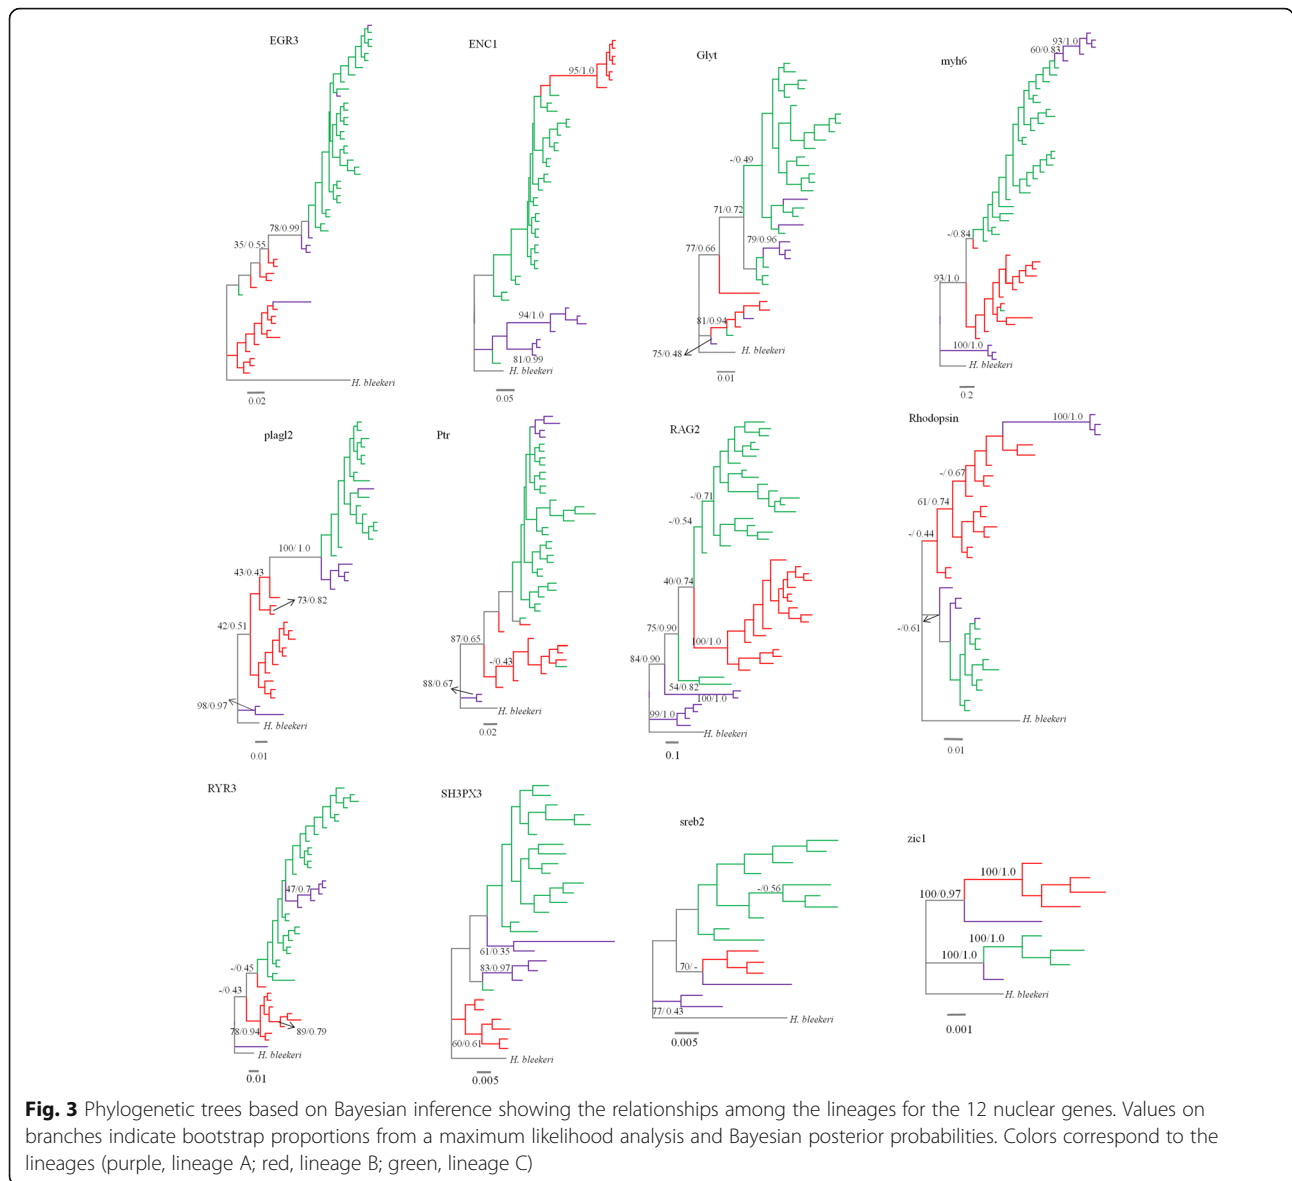 EGR3
78/0.99
35/ 0.55
H. bleekeri
0.02
ENC1
95/1.0
94/1.0
81/0.99
H. bleekeri
0.05
Glyt
-/0.49
71/0.72
79/0.96
77/0.66
81/0.94
75/0.48
H. bleekeri
0.01
myh6
93/1.0
60/0.83
-/0.84
93/1.0
100/1.0
H. bleekeri
0.2
plagl2
100/ 1.0
43/0.43
73/0.82
42/0.51
98/0.97
H. bleekeri
0.01
Ptr
87/0.65
-/0.43
88/0.67
H. bleekeri
0.02
RAG2
-/0.71
-/0.54
40/0.74
75/0.90
100/1.0
84/0.90
54/0.82
100/1.0
99/1.0
H. bleekeri
0.1
Rhodopsin
100/1.0
-/ 0.67
61/ 0.74
-/ 0.44
-/0.61
H. bleekeri
0.01
RYR3
47/0.7
-/0.45
-/0.43
78/0.94
89/0.79
H. bleekeri
0.01
SH3PX3
61/0.35
83/0.97
60/0.61
H. bleekeri
0.005
sreb2
-/0.56
70/ -
77/ 0.43
H. bleekeri
0.005
zic1
100/1.0
100/0.97
100/1.0
100/1.0
H. bleekeri
0.001
Fig. 3 Phylogenetic trees based on Bayesian inference showing the relationships among the lineages for the 12 nuclear genes. Values on
branches indicate bootstrap proportions from a maximum likelihood analysis and Bayesian posterior probabilities. Colors correspond to the
lineages (purple, lineage A; red, lineage B; green, lineage C)